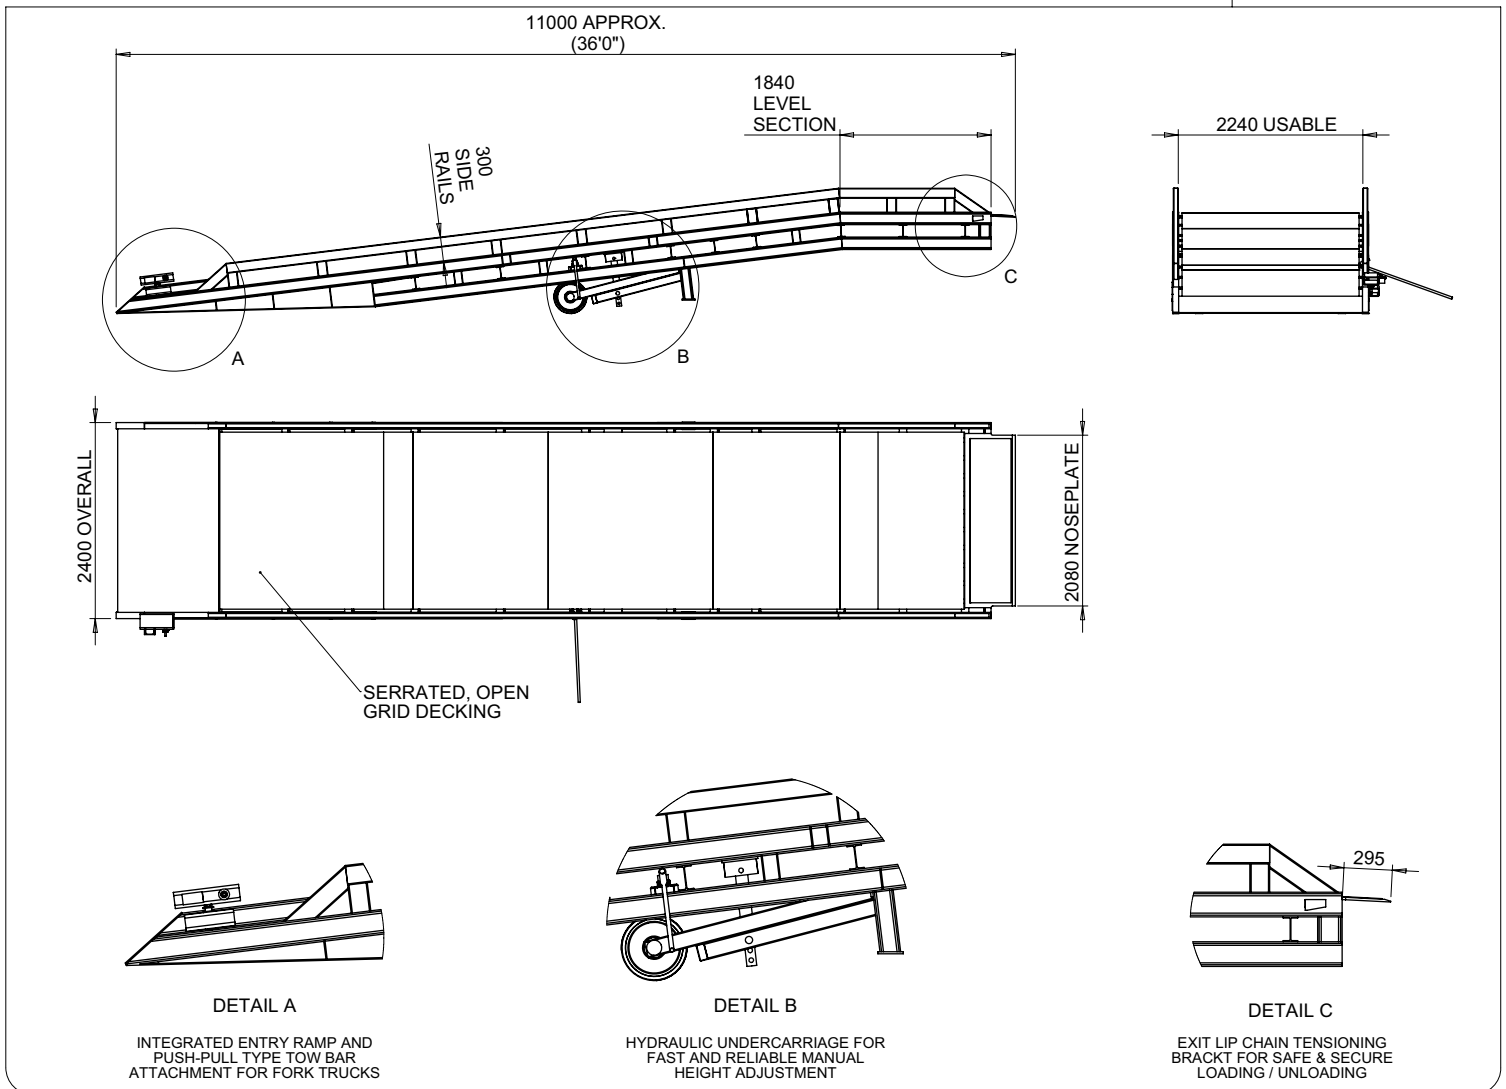 11000 APPROX.
(36'0")
1840
LEVEL
SECTION
2240 USABLE
300
SIDE
RAILS
A
B
C
2400 OVERALL
2080 NOSEPLATE
SERRATED, OPEN
GRID DECKING
295
DETAIL A
INTEGRATED ENTRY RAMP AND
PUSH-PULL TYPE TOW BAR
ATTACHMENT FOR FORK TRUCKS
DETAIL B
HYDRAULIC UNDERCARRIAGE FOR
FAST AND RELIABLE MANUAL
HEIGHT ADJUSTMENT
DETAIL C
EXIT LIP CHAIN TENSIONING
BRACKT FOR SAFE & SECURE
LOADING / UNLOADING